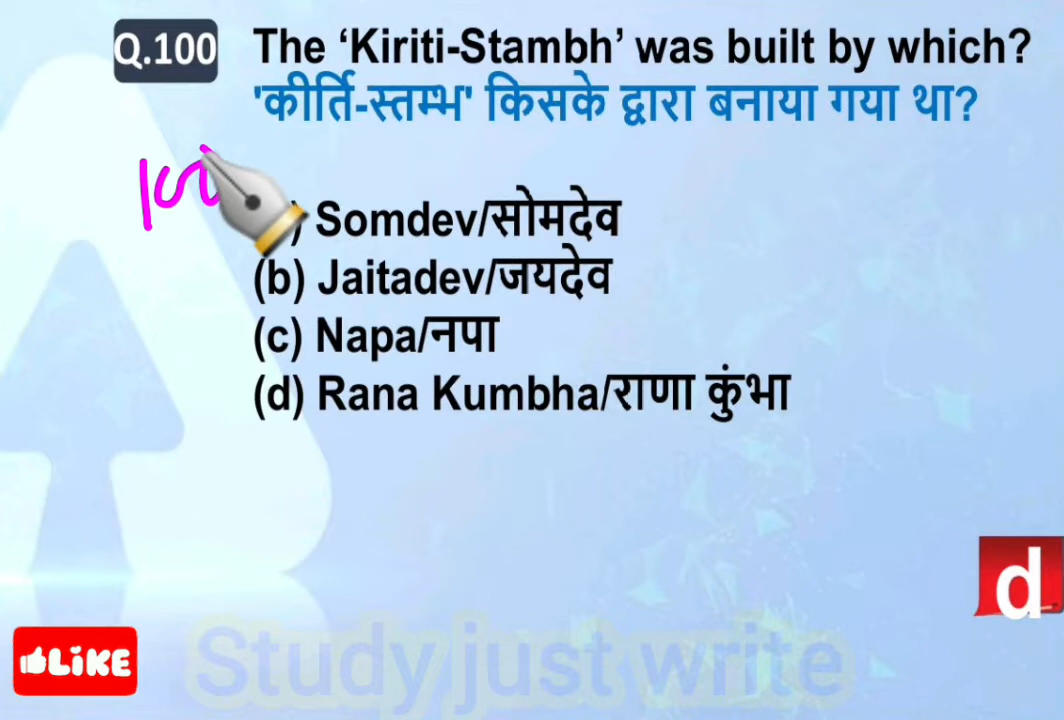 Q.100 The ‘Kiriti-Stambh’ was built by which?
'कीर्ति-स्तम्भ' किसके द्वारा बनाया गया था?
) Somdev/सोमदेव
(b) Jaitadev/जयदेव
(c) Napa/नपा
(d) Rana Kumbha/राणा कुंभा
d
LiKE
Study just write